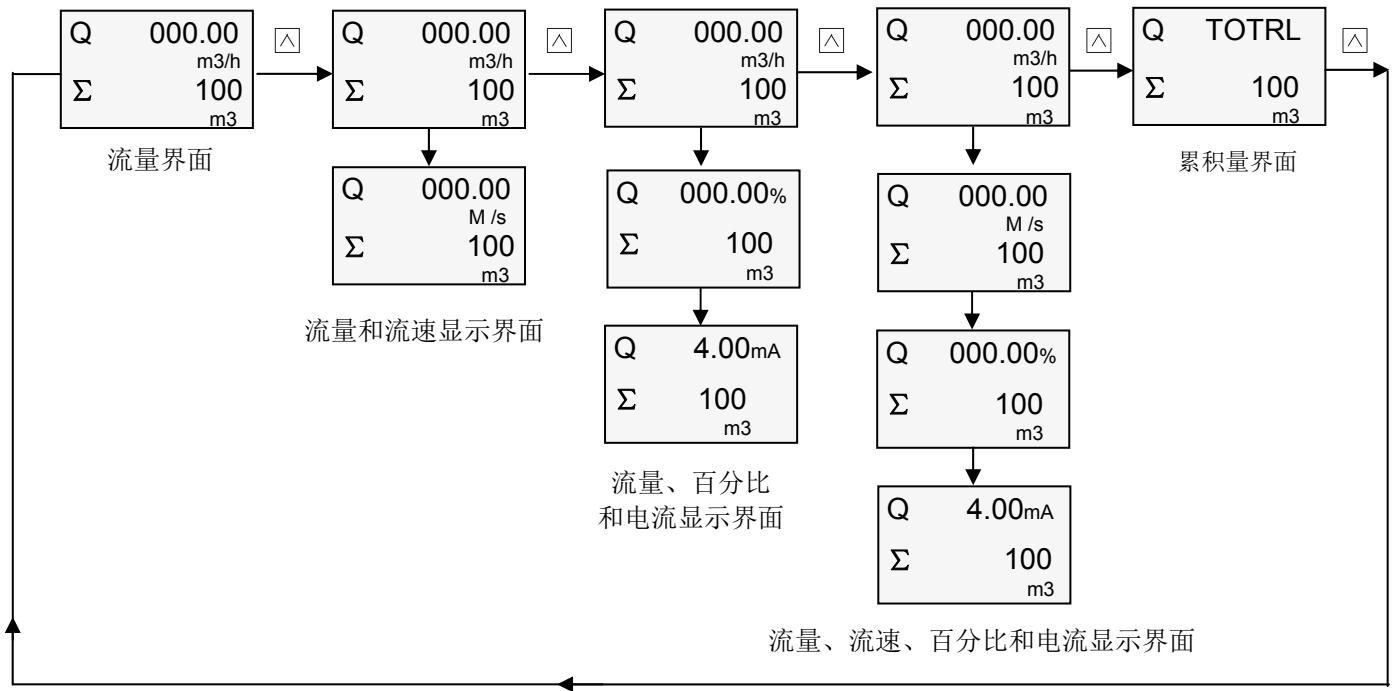 Q 000.00
m3/h
Σ 100
m3
流量界面
Q 000.00
m3/h
Σ 100
m3
Q 000.00
M /s
Σ 100
m3
流量和流速显示界面
Q 000.00
m3/h
Σ 100
m3
Q 000.00%
Σ 100
m3
Q 4.00mA
Σ 100
m3
流量、百分比
和电流显示界面
Q 000.00
m3/h
Σ 100
m3
Q 000.00
M /s
Σ 100
m3
Q 000.00%
Σ 100
m3
Q 4.00mA
Σ 100
m3
流量、流速、百分比和电流显示界面
Q TOTRL
Σ 100
m3
累积量界面